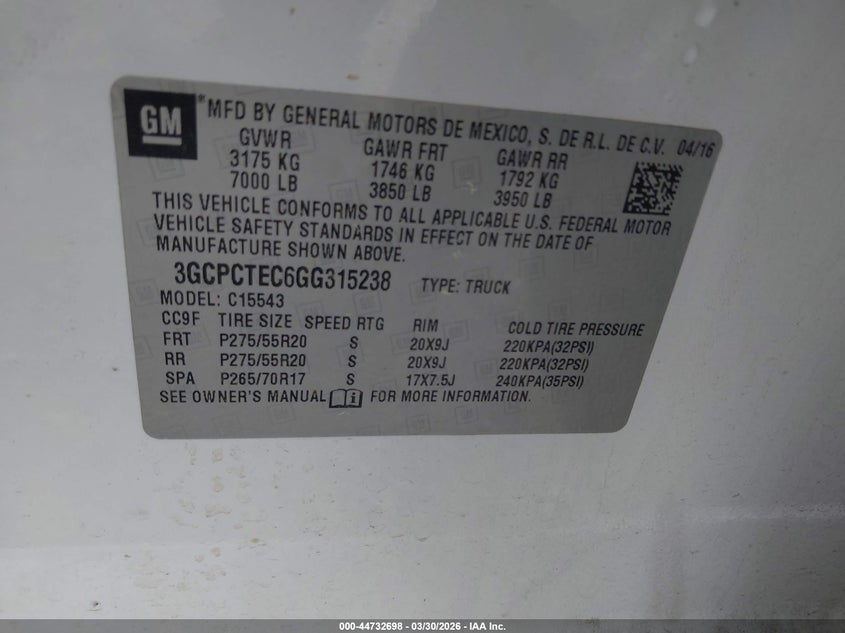 GM
MFD BY GENERAL MOTORS DE MEXICO, S. DE R.L. DE C.V. 04/16
GVWR GAWR FRT GAWR RR
3175 KG 1746 KG 1792 KG
7000 LB 3850 LB 3950 LB
THIS VEHICLE CONFORMS TO ALL APPLICABLE U.S. FEDERAL MOTOR
VEHICLE SAFETY STANDARDS IN EFFECT ON THE DATE OF
MANUFACTURE SHOWN ABOVE.
3GCPCTEC6GG315238 TYPE: TRUCK
MODEL: C15543
CC9F TIRE SIZE SPEED RTG RIM COLD TIRE PRESSURE
FRT P275/55R20 S 20X9J 220KPA(32PSI)
RR P275/55R20 S 20X9J 220KPA(32PSI)
SPA P265/70R17 S 17X7.5J 240KPA(35PSI)
SEE OWNER'S MANUAL FOR MORE INFORMATION.
000-44732698 - 03/30/2026 - IAA Inc.